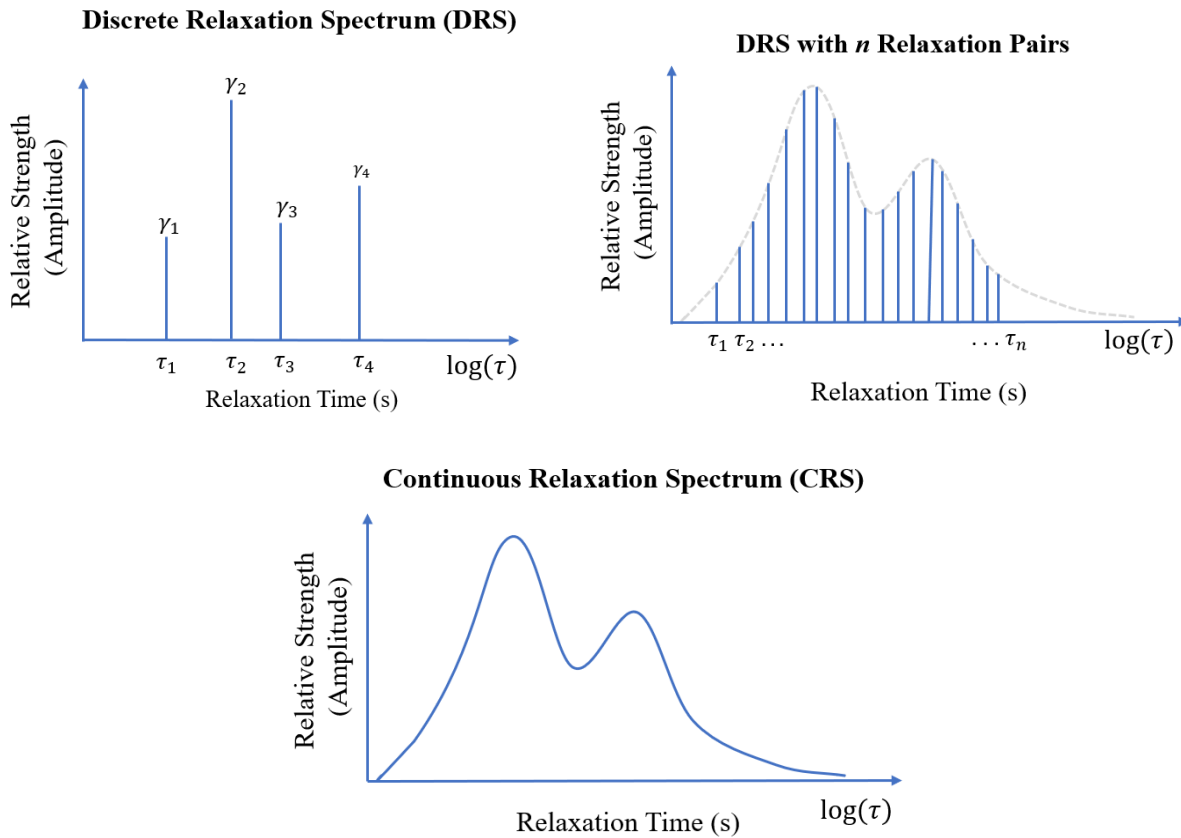 Discrete Relaxation Spectrum (DRS)
Relative Strength
(Amplitude)
γ₁
γ₂
γ₃
γ₄
τ₁
τ₂
τ₃
τ₄
log(τ)
Relaxation Time (s)
DRS with n Relaxation Pairs
Relative Strength
(Amplitude)
τ₁ τ₂ ...
... τₙ
log(τ)
Relaxation Time (s)
Continuous Relaxation Spectrum (CRS)
Relative Strength
(Amplitude)
log(τ)
Relaxation Time (s)